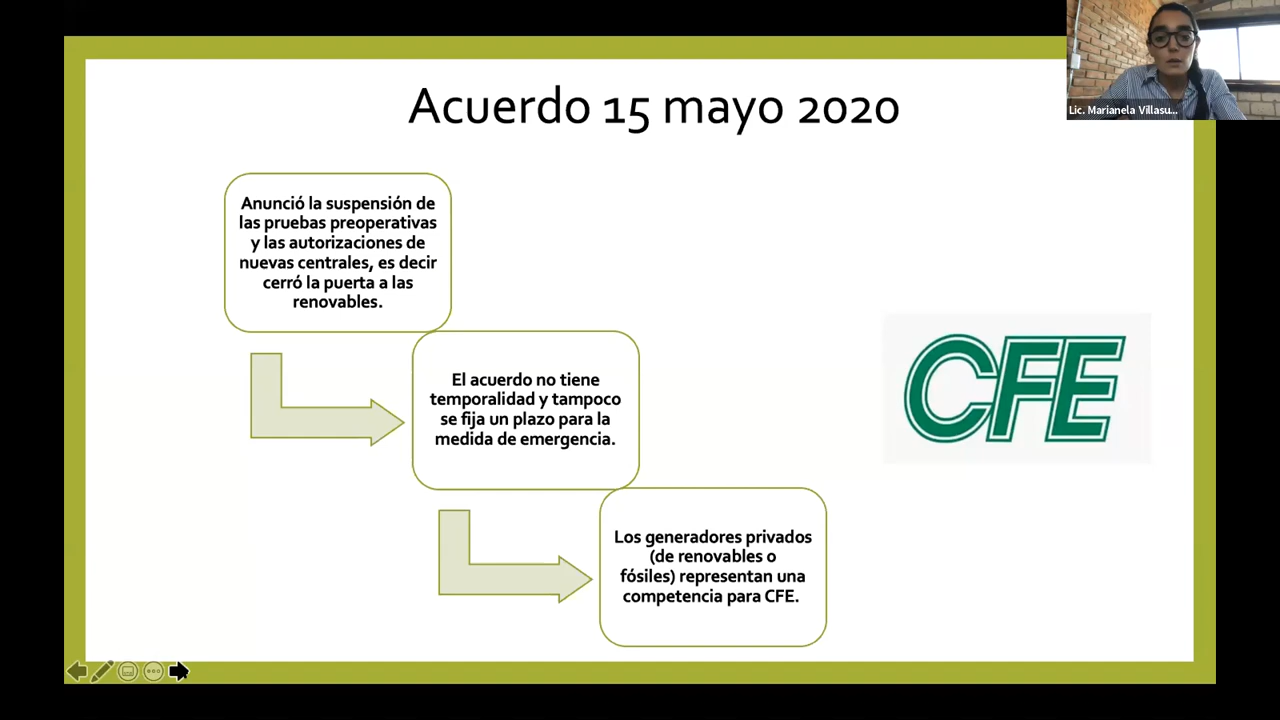 Acuerdo 15 mayo 2020
Lic. Marianela Villasu...
Anunció la suspensión de
las pruebas preoperativas
y las autorizaciones de
nuevas centrales, es decir
cerró la puerta a las
renovables.
El acuerdo no tiene
temporalidad y tampoco
se fija un plazo para la
medida de emergencia.
CFE
Los generadores privados
(de renovables o
fósiles) representan una
competencia para CFE.